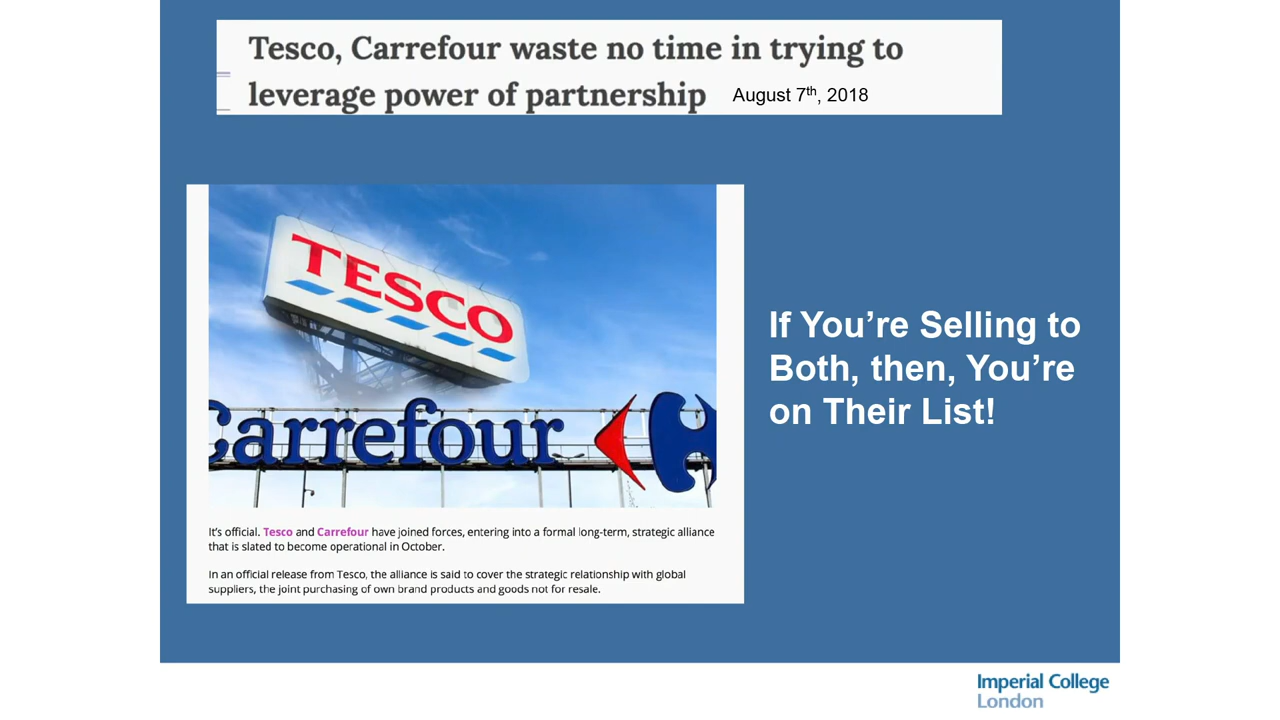 Tesco, Carrefour waste no time in trying to
leverage power of partnership August 7th, 2018
TESCO
Carrefour
If You’re Selling to
Both, then, You’re
on Their List!
It’s official. Tesco and Carrefour have joined forces, entering into a formal long-term, strategic alliance
that is slated to become operational in October.
In an official release from Tesco, the alliance is said to cover the strategic relationship with global
suppliers, the joint purchasing of own brand products and goods not for resale.
Imperial College
London